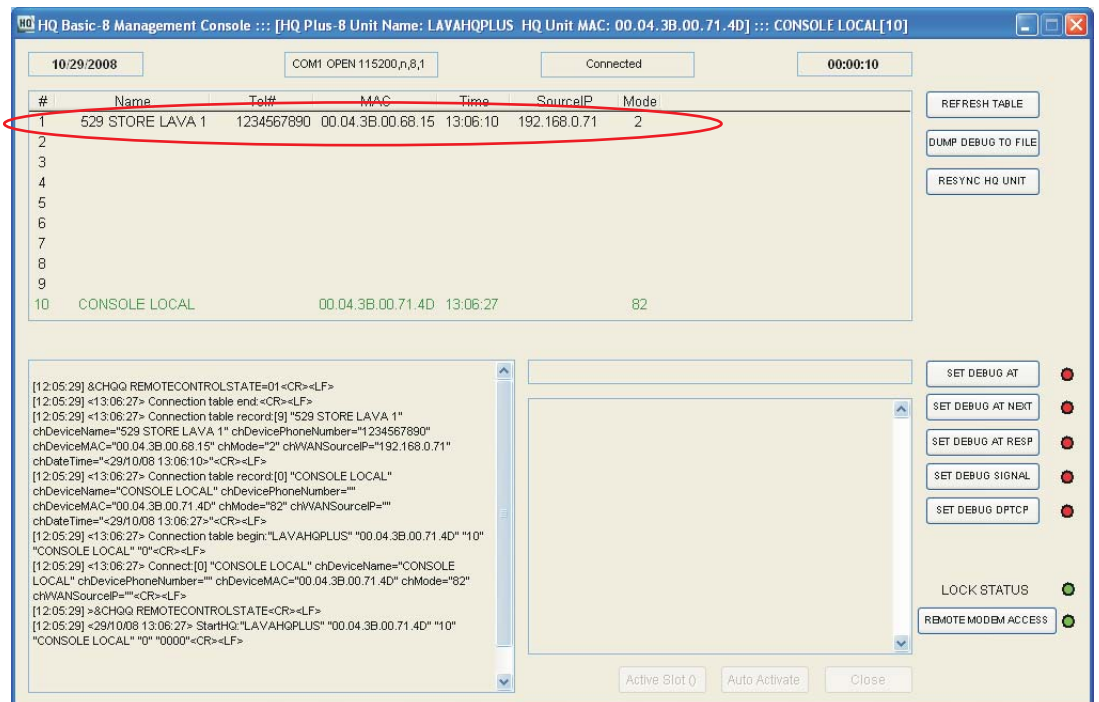 HQ HQ Basic-8 Management Console ::: [HQ Plus-8 Unit Name: LAVAHQPLUS HQ Unit MAC: 00.04.3B.00.71.4D] ::: CONSOLE LOCAL[10]
10/29/2008 COM1 OPEN 115200,n,8,1 Connected 00:00:10
# Name Tel# MAC Time SourceIP Mode
1 529 STORE LAVA 1 1234567890 00.04.3B.00.68.15 13:06:10 192.168.0.71 2
2
3
4
5
6
7
8
9
10 CONSOLE LOCAL 00.04.3B.00.71.4D 13:06:27 82
REFRESH TABLE
DUMP DEBUG TO FILE
RESYNC HQ UNIT
[12:05:29] &CHQQ REMOTECONTROLSTATE=01<CR><LF>
[12:05:29] <13:06:27> Connection table end:<CR><LF>
[12:05:29] <13:06:27> Connection table record:[9] "529 STORE LAVA 1"
chDeviceName="529 STORE LAVA 1" chDevicePhoneNumber="1234567890"
chDeviceMAC="00.04.3B.00.68.15" chMode="2" chWANSourceIP="192.168.0.71"
chDateTime="<29/10/08 13:06:10>"<CR><LF>
[12:05:29] <13:06:27> Connection table record:[0] "CONSOLE LOCAL"
chDeviceName="CONSOLE LOCAL" chDevicePhoneNumber=""
chDeviceMAC="00.04.3B.00.71.4D" chMode="82" chWANSourceIP=""
chDateTime="<29/10/08 13:06:27>"<CR><LF>
[12:05:29] <13:06:27> Connection table begin:"LAVAHQPLUS" "00.04.3B.00.71.4D" "10"
"CONSOLE LOCAL" "0"<CR><LF>
[12:05:29] <13:06:27> Connect:[0] "CONSOLE LOCAL" chDeviceName="CONSOLE
LOCAL" chDevicePhoneNumber="" chDeviceMAC="00.04.3B.00.71.4D" chMode="82"
chWANSourceIP=""<CR><LF>
[12:05:29] >&CHQQ REMOTECONTROLSTATE<CR><LF>
[12:05:29] <29/10/08 13:06:27> StartHQ:"LAVAHQPLUS" "00.04.3B.00.71.4D" "10"
"CONSOLE LOCAL" "0" "0000"<CR><LF>
SET DEBUG AT
SET DEBUG AT NEXT
SET DEBUG AT RESP
SET DEBUG SIGNAL
SET DEBUG DPTCP
LOCK STATUS
REMOTE MODEM ACCESS
Active Slot () Auto Activate Close